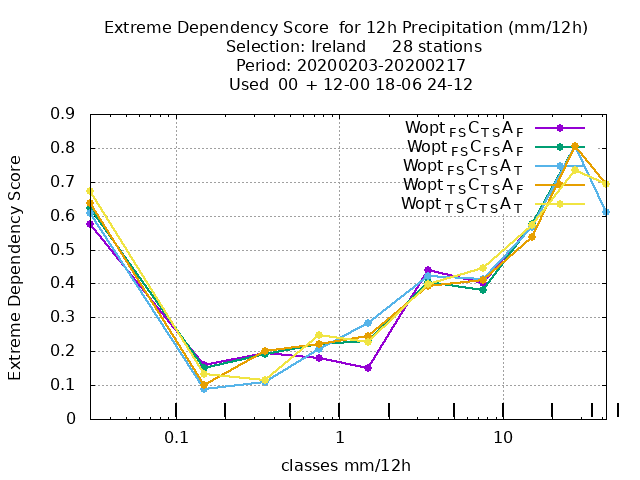 Extreme Dependency Score  for 12h Precipitation (mm/12h)
Selection: Ireland     28 stations
Period: 20200203-20200217
Used  00  + 12-00 18-06 24-12
Extreme Dependency Score
0.9
0.8
0.7
0.6
0.5
0.4
0.3
0.2
0.1
0
Wopt FS C TS A F
Wopt FS C FS A F
Wopt FS C TS A T
Wopt TS C TS A F
Wopt TS C TS A T
0.1 1 10
classes mm/12h